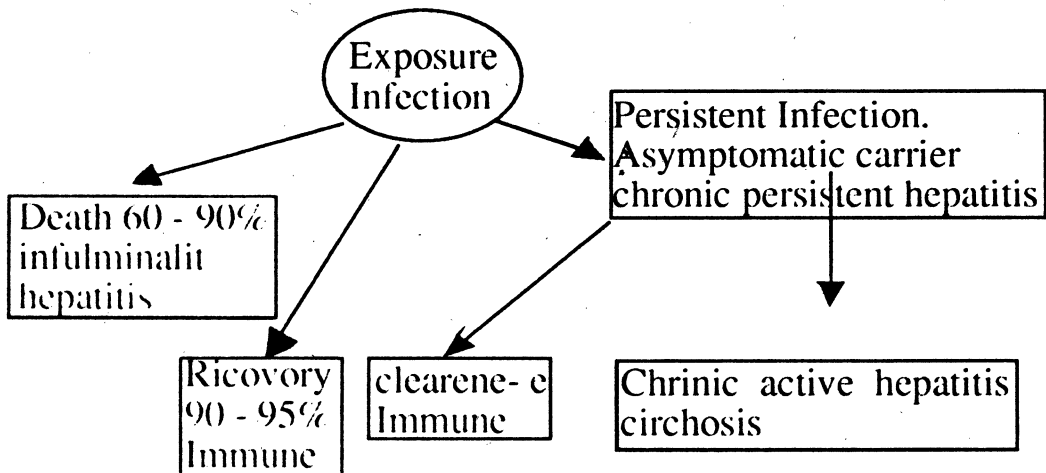 Exposure
Infection
Persistent Infection.
Asymptomatic carrier
chronic persistent hepatitis
Death 60 - 90%
infulminalit
hepatitis
Ricovory
90 - 95%
Immune
clearene- e
Immune
Chrinic active hepatitis
circhosis